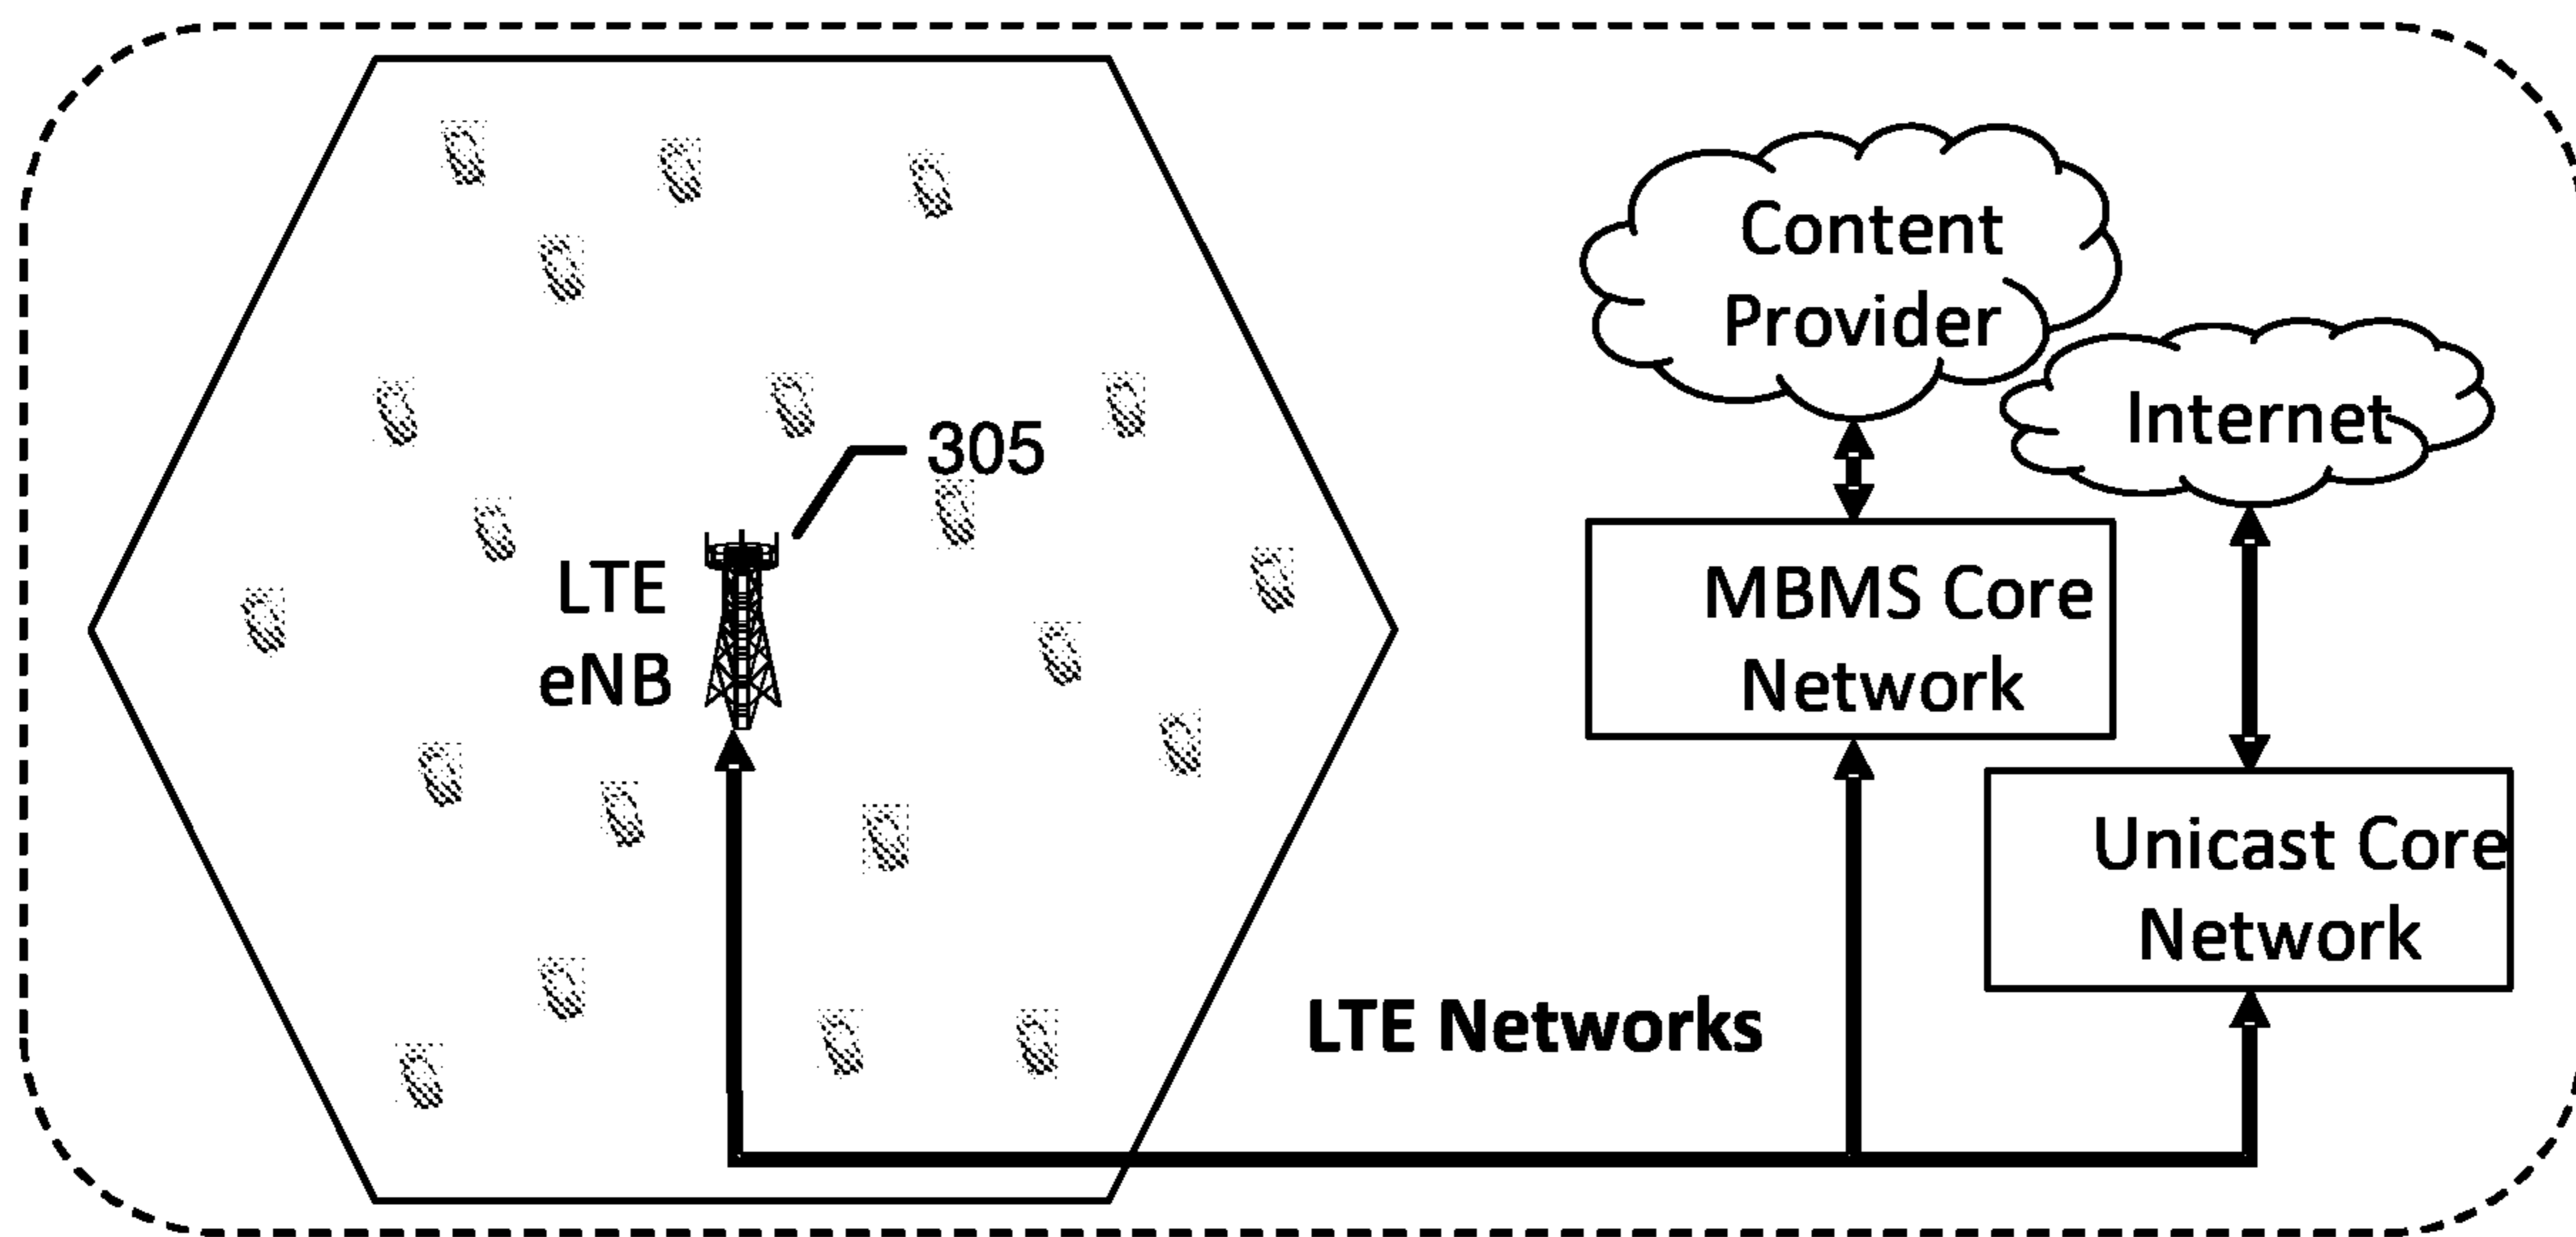 Content
Provider
Internet
305
LTE
eNB
MBMS Core
Network
Unicast Core
Network
LTE Networks